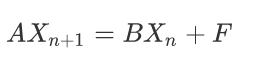 $AX_{n+1} = BX_n + F$